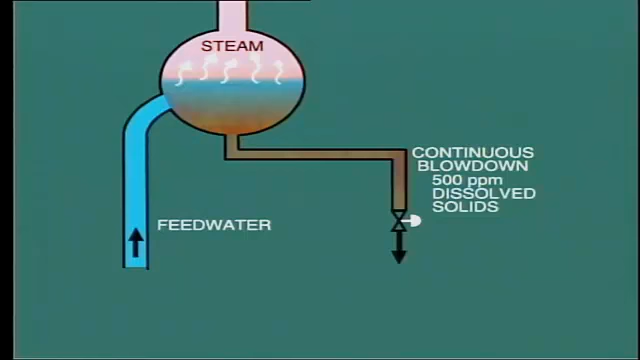 STEAM
CONTINUOUS
BLOWDOWN
500 ppm
DISSOLVED
SOLIDS
FEEDWATER